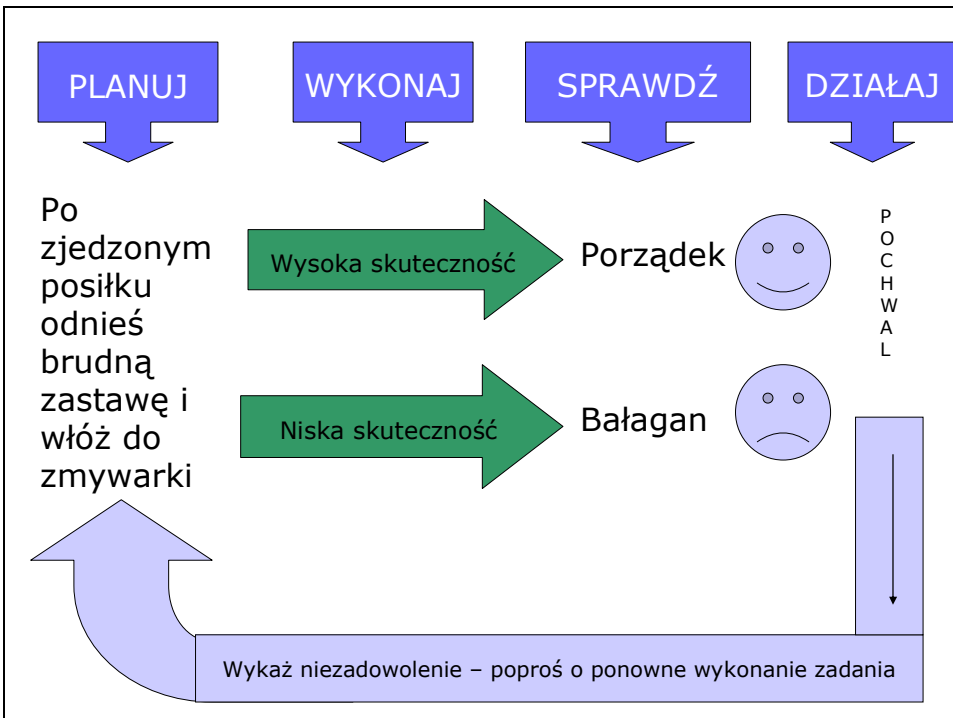 PLANUJ
WYKONAJ
SPRAWDŹ
DZIAŁAJ
Po
zjedzonym
posiłku
odnieś
brudną
zastawę i
włóż do
zmywarki
Wysoka skuteczność
Porządek
P
O
C
H
W
A
L
Niska skuteczność
Bałagan
Wykaż niezadowolenie – poproś o ponowne wykonanie zadania